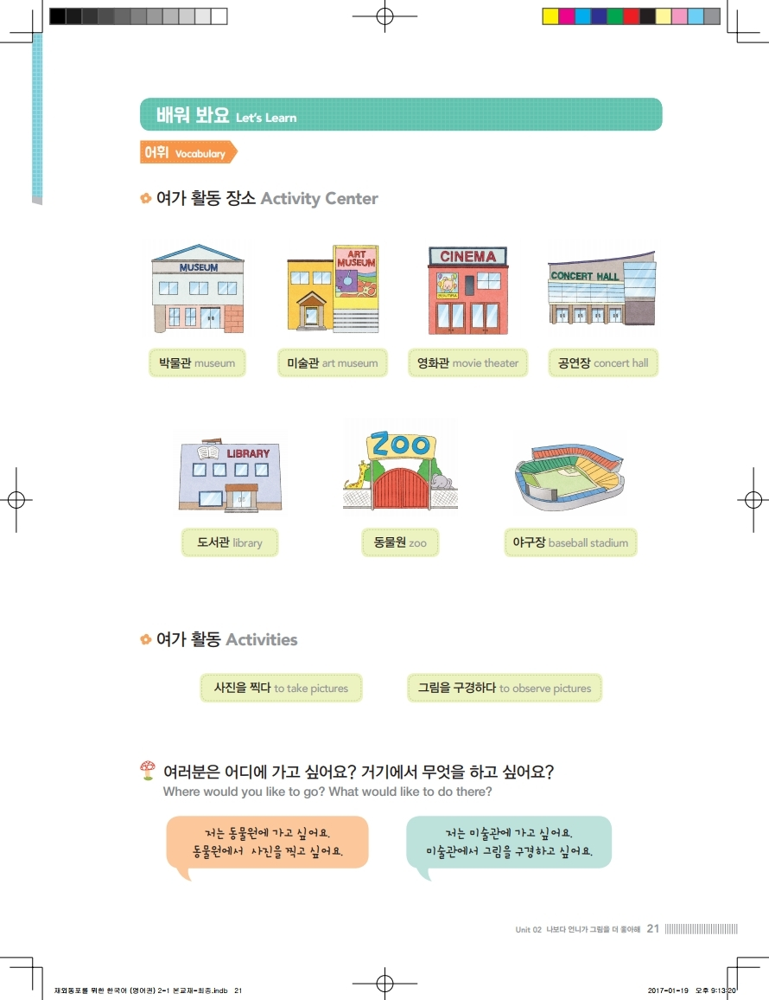 배워 봐요 Let's Learn
어휘 Vocabulary
여가 활동 장소 Activity Center
MUSEUM
ART
MUSEUM
CINEMA
BEAUTIFUL
CONCERT HALL
박물관 museum
미술관 art museum
영화관 movie theater
공연장 concert hall
LIBRARY
ZOO
도서관 library
동물원 zoo
야구장 baseball stadium
여가 활동 Activities
사진을 찍다 to take pictures
그림을 구경하다 to observe pictures
여러분은 어디에 가고 싶어요? 거기에서 무엇을 하고 싶어요?
Where would you like to go? What would like to do there?
저는 동물원에 가고 싶어요.
동물원에서 사진을 찍고 싶어요.
저는 미술관에 가고 싶어요.
미술관에서 그림을 구경하고 싶어요.
Unit 02 나보다 언니가 그림을 더 좋아해 21
재외동포를 위한 한국어 (영어권) 2-1 본교재-최종.indb 21
2017-01-19 오후 9:13:20